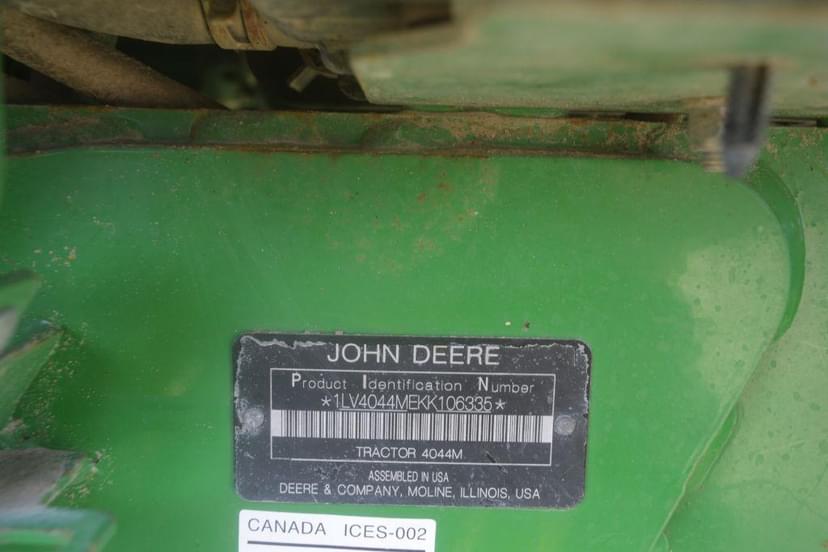 JOHN DEERE
Product Identification Number
*1LV4044MEKK106335*
TRACTOR 4044M
ASSEMBLED IN USA
DEERE & COMPANY, MOLINE, ILLINOIS, USA
CANADA ICES-002